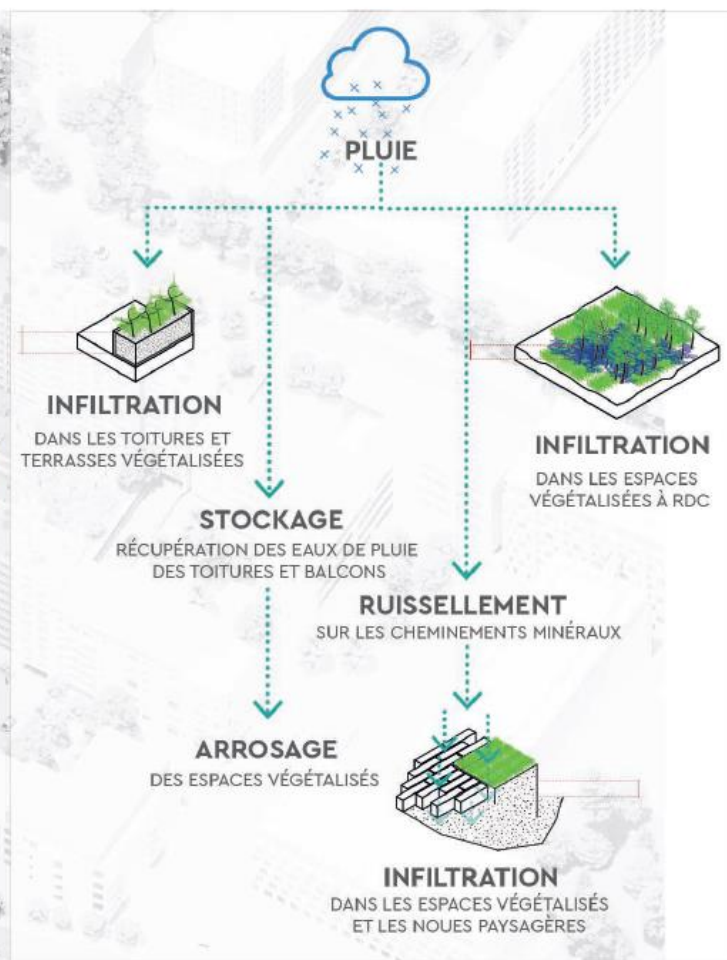 PLUIE
INFILTRATION
DANS LES TOITURES ET
TERRASSES VÉGÉTALISÉES
INFILTRATION
DANS LES ESPACES
VÉGÉTALISÉES À RDC
STOCKAGE
RÉCUPÉRATION DES EAUX DE PLUIE
DES TOITURES ET BALCONS
RUISSELLEMENT
SUR LES CHEMINEMENTS MINÉRAUX
ARROSAGE
DES ESPACES VÉGÉTALISÉS
INFILTRATION
DANS LES ESPACES VÉGÉTALISÉS
ET LES NOUES PAYSAGÈRES